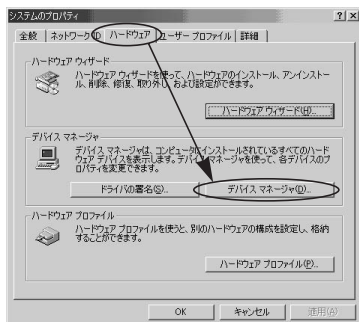 システムのプロパティ
全般 ネットワーク ID ハードウェア ユーザー プロファイル 詳細
ハードウェア ウィザード
ハードウェア ウィザードを使って、ハードウェアのインストール、アンインストー
ル、削除、修復、取り外し、および設定ができます。
ハードウェア ウィザード(H)...
デバイス マネージャ
デバイス マネージャは、コンピュータにインストールされているすべてのハード
ウェア デバイスを表示します。デバイス マネージャを使って、各デバイスのプ
ロパティを変更できます。
ドライバの署名(S)... デバイス マネージャ(D)...
ハードウェア プロファイル
ハードウェア プロファイルを使うと、別のハードウェアの構成を設定し、格納
することができます。
ハードウェア プロファイル(P)...
OK キャンセル 適用(A)